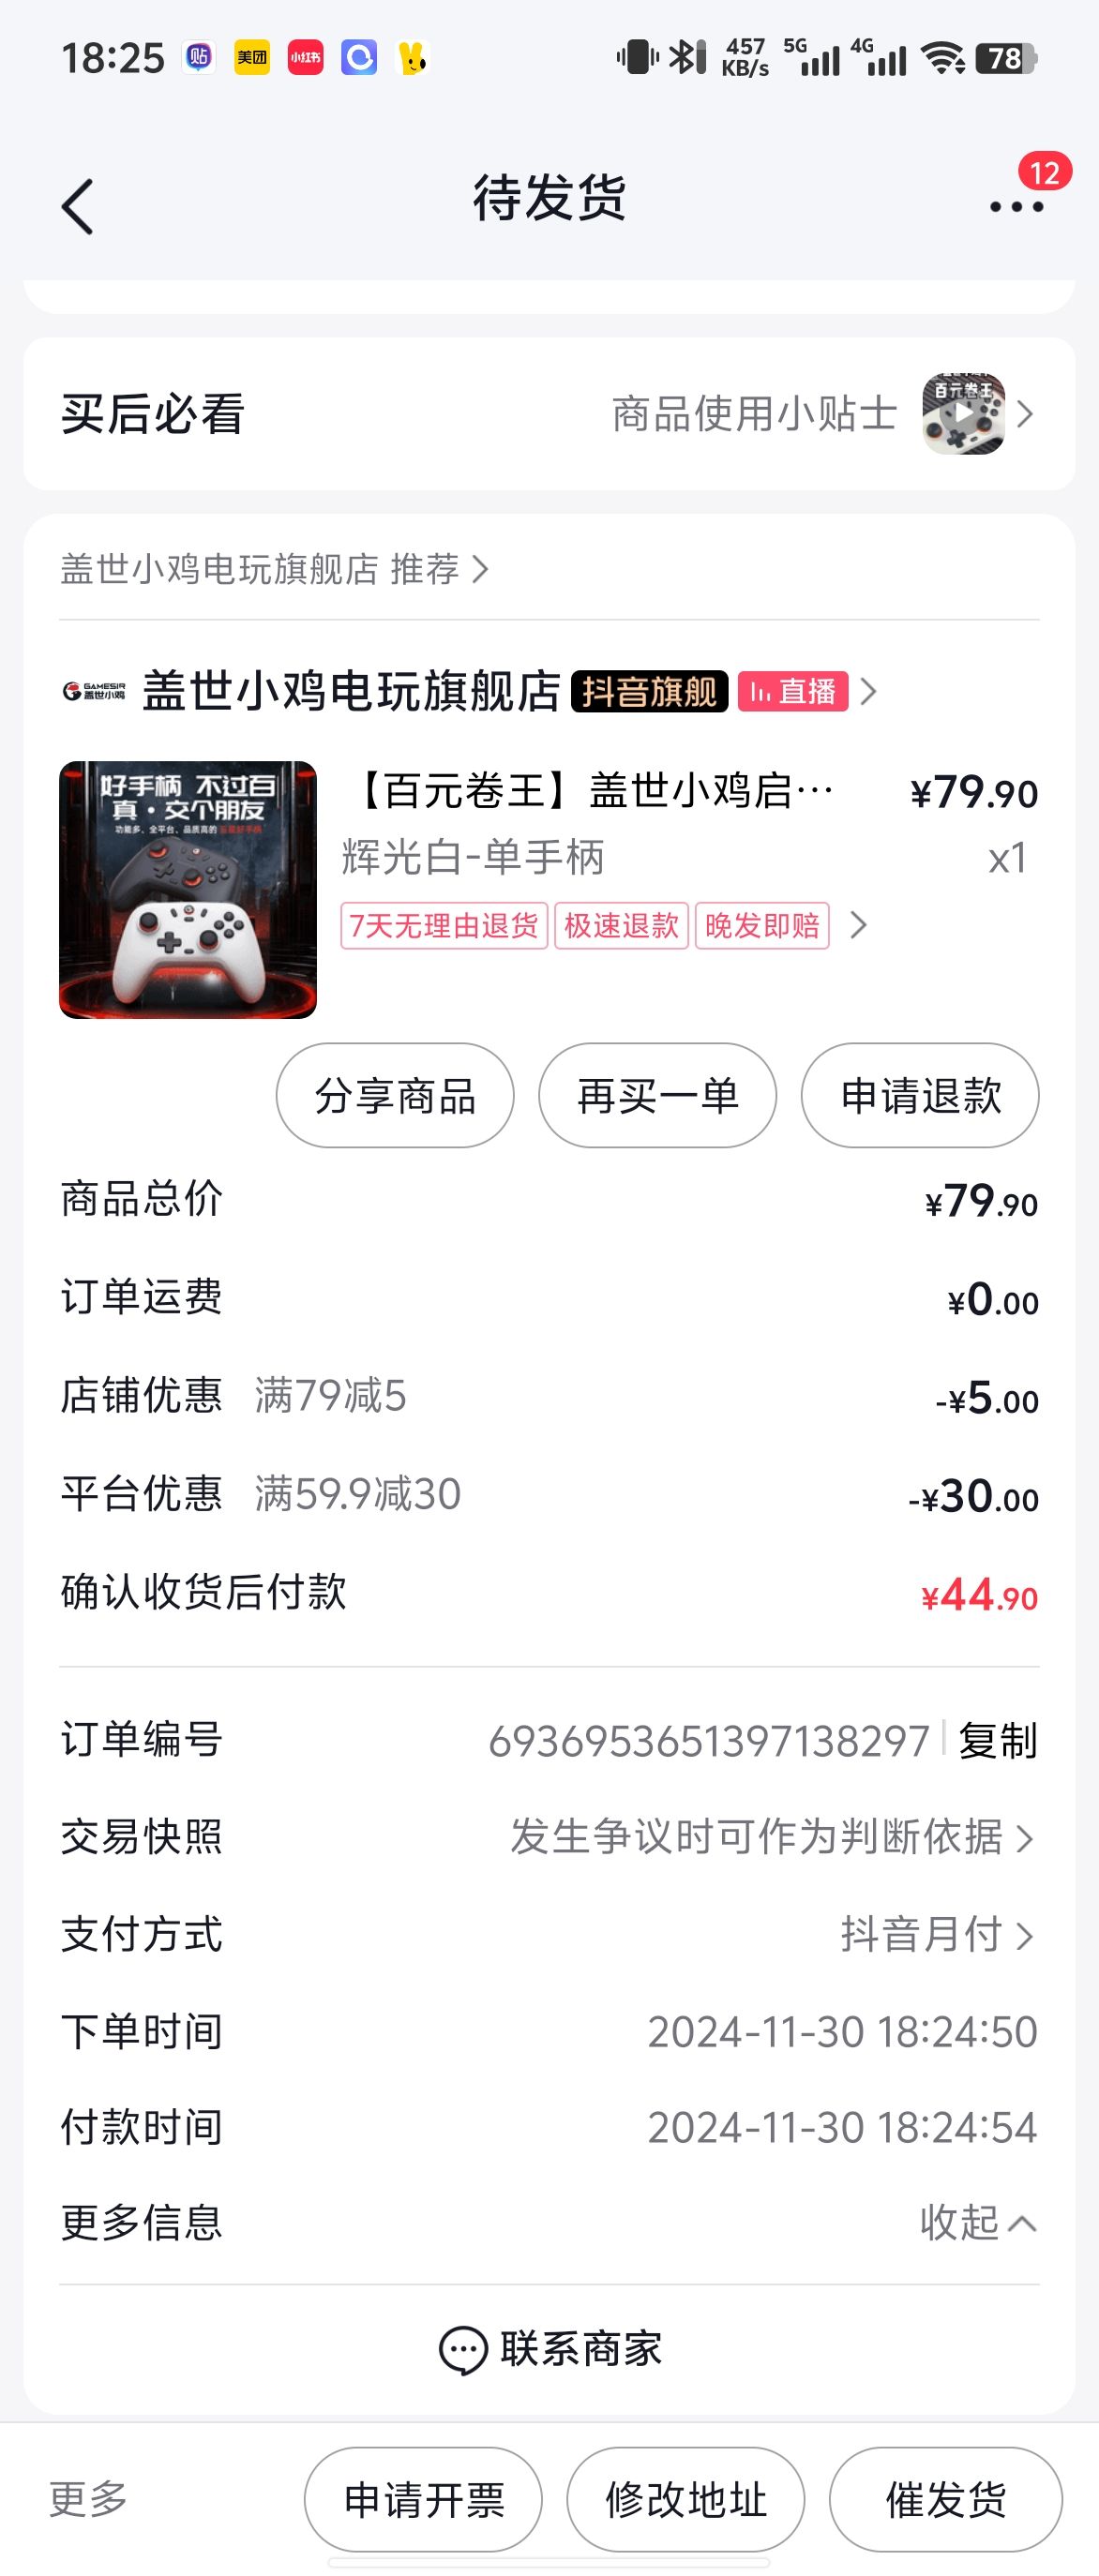 18:25
贴
美团
小红书
457
KB/s
5G
4G
78
待发货
12
买后必看
商品使用小贴士
百元卷王
盖世小鸡电玩旗舰店 推荐
GAMESIR
盖世小鸡
盖世小鸡电玩旗舰店
抖音旗舰
直播
好手柄 不过百
真·交个朋友
【百元卷王】盖世小鸡启…
¥79.90
辉光白-单手柄
x1
7天无理由退货
极速退款
晚发即赔
分享商品
再买一单
申请退款
商品总价
¥79.90
订单运费
¥0.00
店铺优惠 满79减5
-¥5.00
平台优惠 满59.9减30
-¥30.00
确认收货后付款
¥44.90
订单编号
6936953651397138297
复制
交易快照
发生争议时可作为判断依据
支付方式
抖音月付
下单时间
2024-11-30 18:24:50
付款时间
2024-11-30 18:24:54
更多信息
收起
联系商家
更多
申请开票
修改地址
催发货